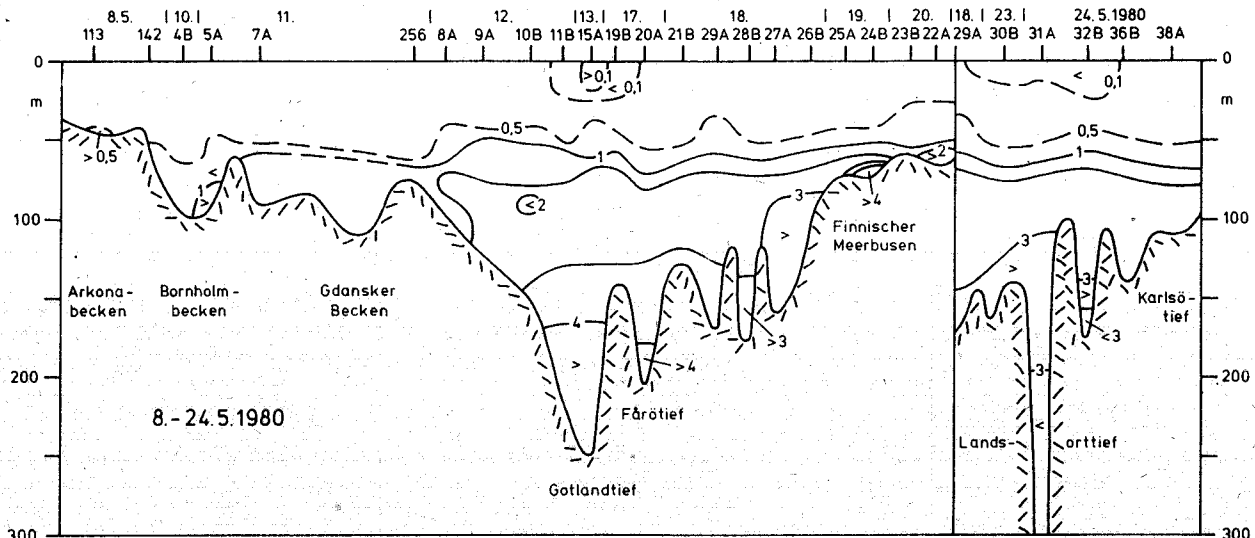 8.5. | 10. | 11. | 12. | 13. | 17. | 18. | 19. | 20. | 18. | 23. | 24.5.1980
113 142 4B 5A 7A 256 8A 9A 10B 11B 15A 19B 20A 21B 29A 28B 27A 26B 25A 24B 23B 22A 29A 30B 31A 32B 36B 38A
0 0
> 0,1 < 0,1 < 0,1
m m
0,5 0,5
> 0,5 < 1 1 < 2
1 > < 2 3 > 4
100 100
> Finnischer
Meerbusen
3 >
Arkona-
becken
Bornholm-
becken
Gdansker
Becken
3 >
Karlsö-
tief
4 > > 3 < 3
> 4 3
200 200
8.-24.5.1980
Fårötief
<
Lands- orttief
Gotlandtief
300 300